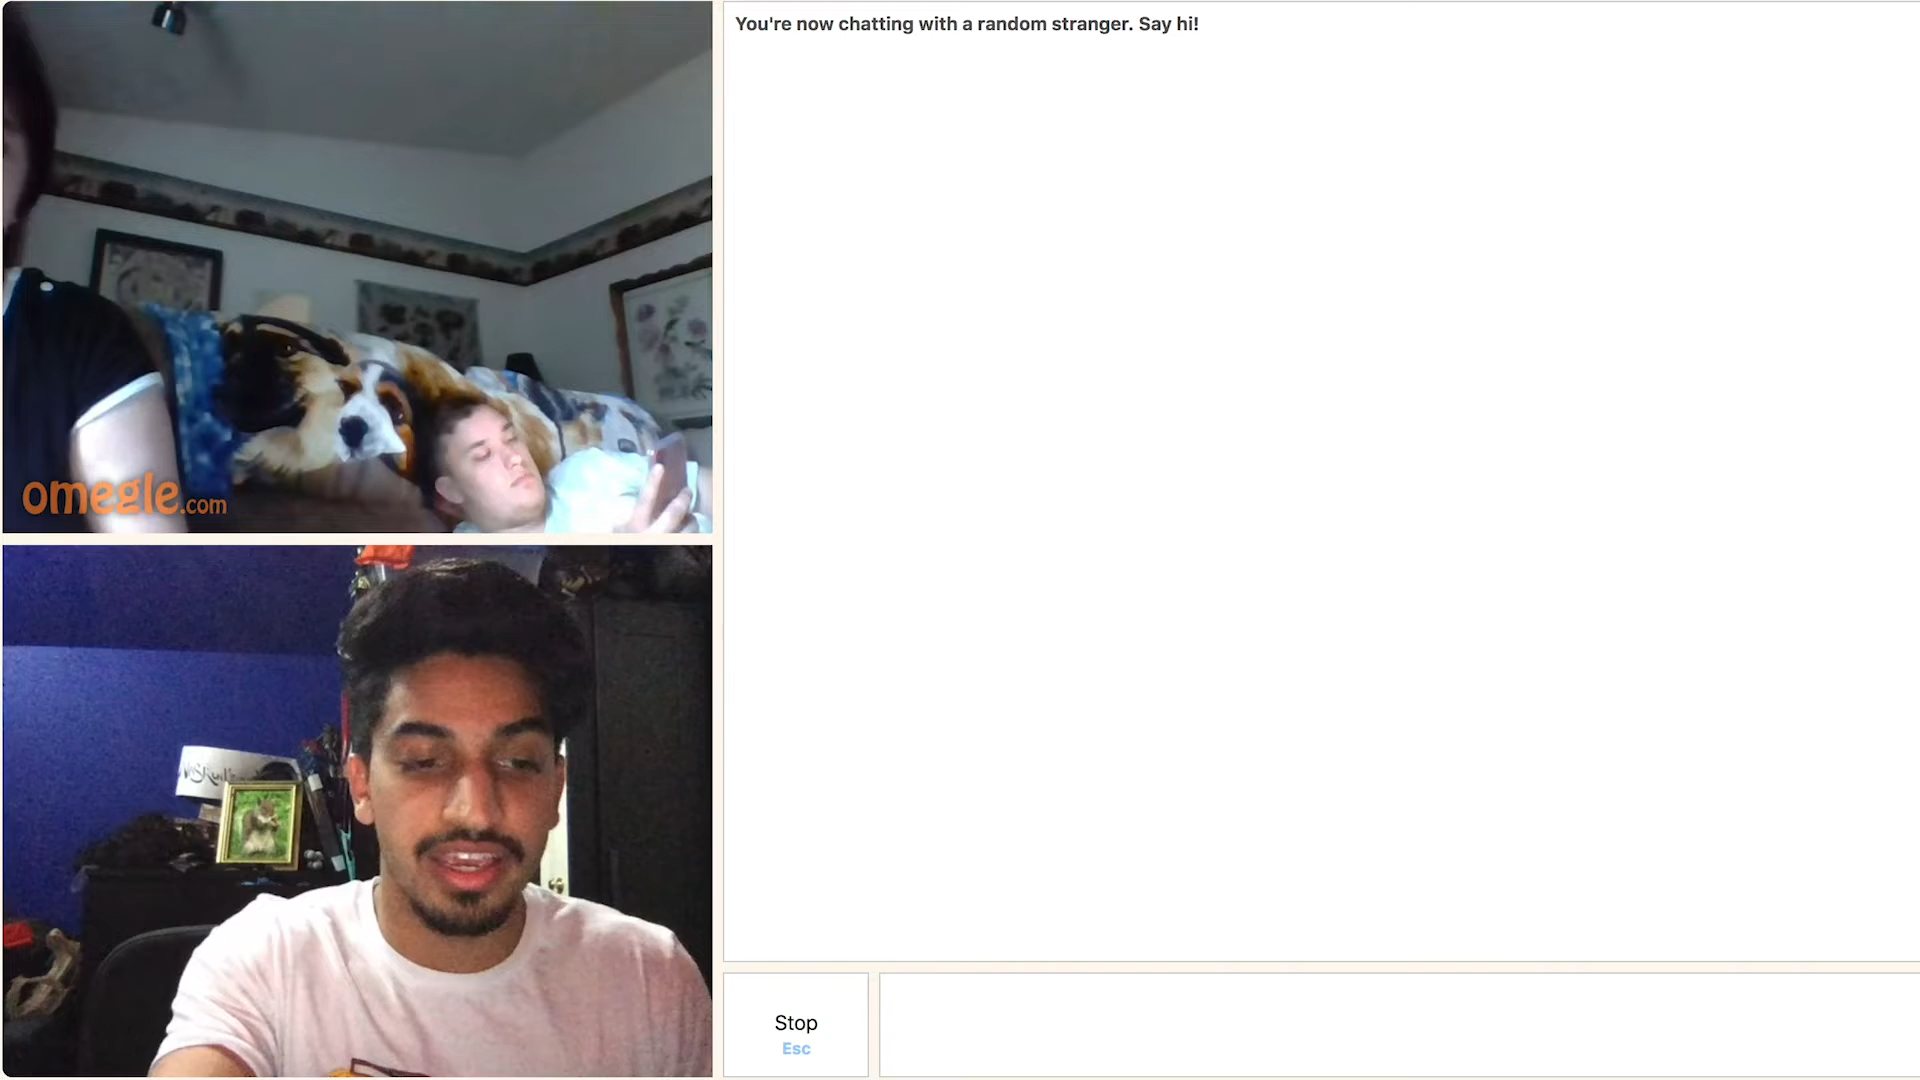 You're now chatting with a random stranger. Say hi!
omegle.com
Stop
Esc